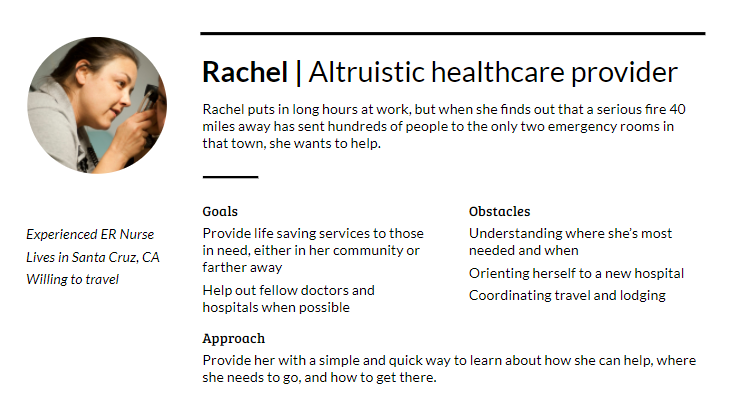 Rachel | Altruistic healthcare provider
Rachel puts in long hours at work, but when she finds out that a serious fire 40
miles away has sent hundreds of people to the only two emergency rooms in
that town, she wants to help.
Experienced ER Nurse
Lives in Santa Cruz, CA
Willing to travel
Goals
Provide life saving services to those
in need, either in her community or
farther away
Help out fellow doctors and
hospitals when possible
Obstacles
Understanding where she's most
needed and when
Orienting herself to a new hospital
Coordinating travel and lodging
Approach
Provide her with a simple and quick way to learn about how she can help, where
she needs to go, and how to get there.